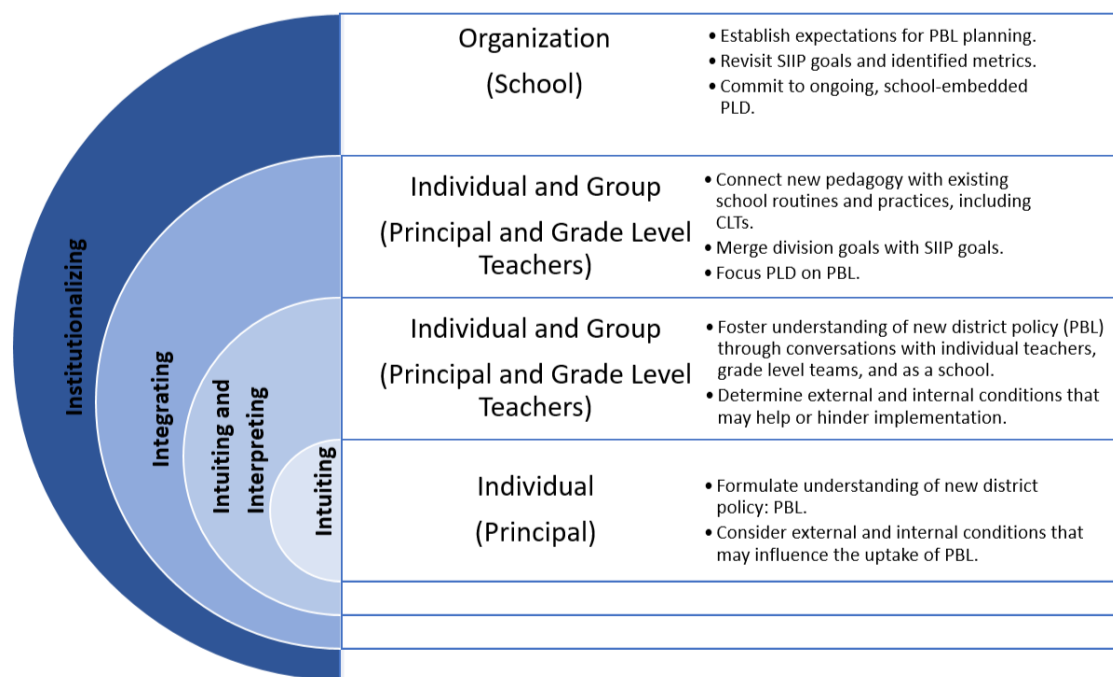 Organization
(School)
• Establish expectations for PBL planning.
• Revisit SIIP goals and identified metrics.
• Commit to ongoing, school-embedded
PLD.
Individual and Group
(Principal and Grade Level
Teachers)
• Connect new pedagogy with existing
school routines and practices, including
CLTs.
• Merge division goals with SIIP goals.
• Focus PLD on PBL.
Individual and Group
(Principal and Grade Level
Teachers)
• Foster understanding of new district policy (PBL)
through conversations with individual teachers,
grade level teams, and as a school.
• Determine external and internal conditions that
may help or hinder implementation.
Individual
(Principal)
• Formulate understanding of new district
policy: PBL.
• Consider external and internal conditions that
may influence the uptake of PBL.
Institutionalizing
Integrating
Intuiting and
Interpreting
Intuiting